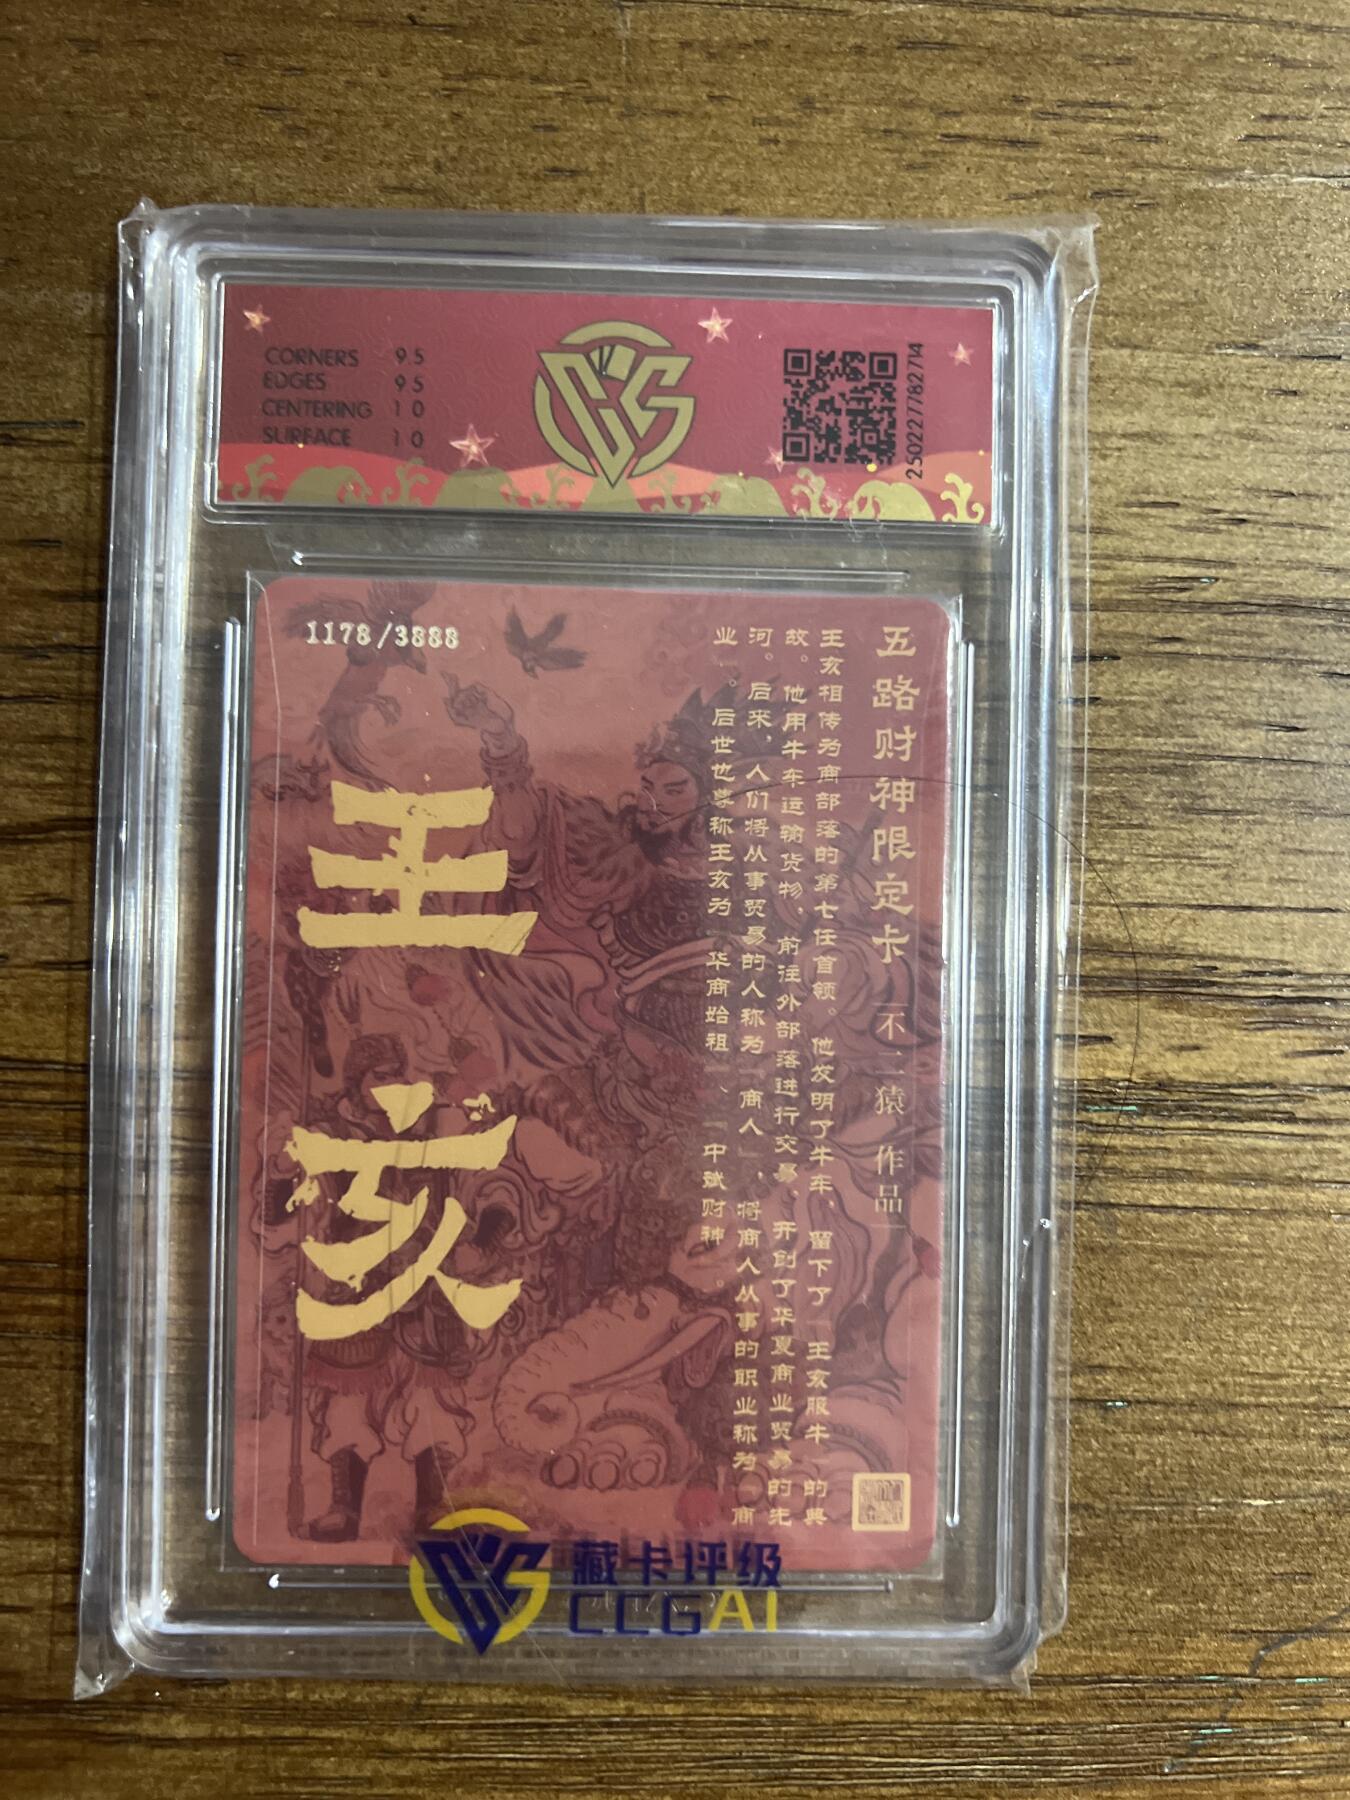 CORNERS 9.5
EDGES 9.5
CENTERING 10
SURFACE 10
CCG
250227782714
1178/3888
五路财神限定卡 不二猿 作品
王亥相传为商部落的第七任首领。他发明了牛车，留下了「王亥服牛」的典
故。他用牛车运输货物，前往外部落进行交易，开创了华夏商业贸易的先
河。后来，人们将从事贸易的人称为「商人」，将商人从事的职业称为「商
业」。后世也尊称王亥为「华商始祖」、「中斌财神」。
王亥
藏卡评级
CCGAI